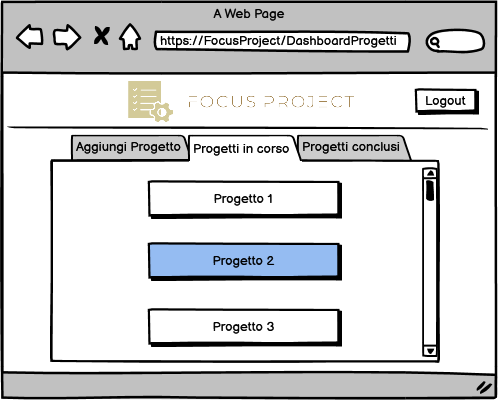 A Web Page
https://FocusProject/DashboardProgetti
FOCUS PROJECT
Logout
Aggiungi Progetto
Progetti in corso
Progetti conclusi
Progetto 1
Progetto 2
Progetto 3